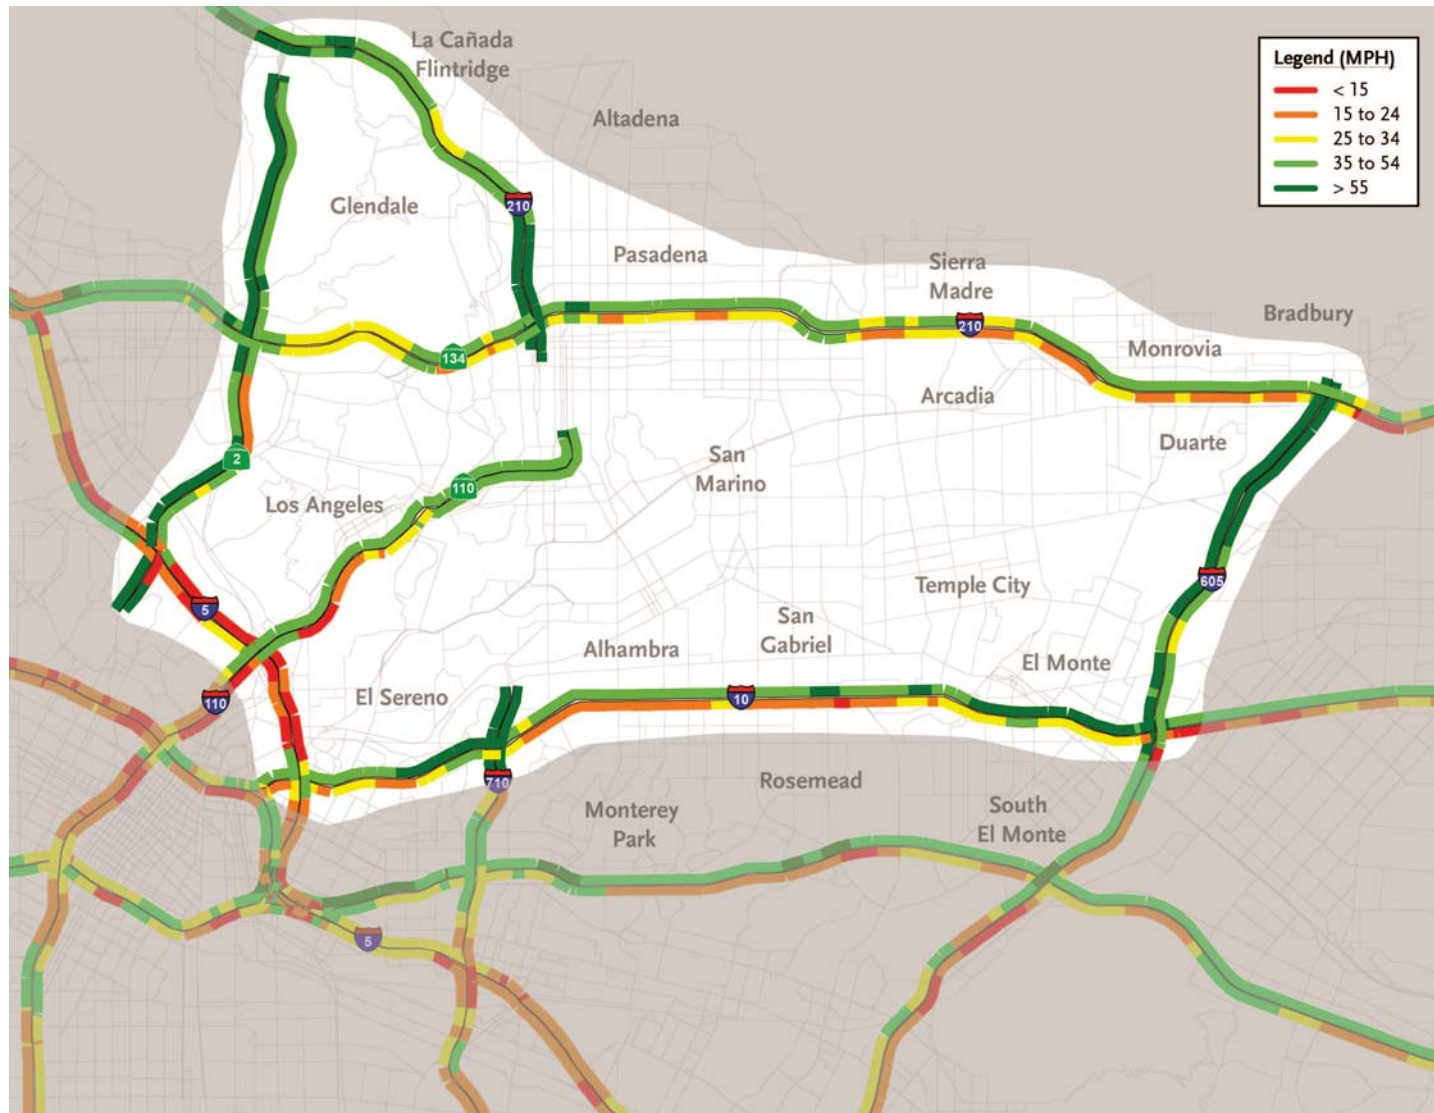 La Cañada
Flintridge
Legend (MPH)
< 15
15 to 24
25 to 34
35 to 54
> 55
Altadena
Glendale
210
Pasadena
Sierra
Madre
Bradbury
210
134
Monrovia
Arcadia
Duarte
2
San
Marino
110
Los Angeles
605
Temple City
5
San
Gabriel
Alhambra
El Monte
110
El Sereno
10
710
Rosemead
Monterey
Park
South
El Monte
5